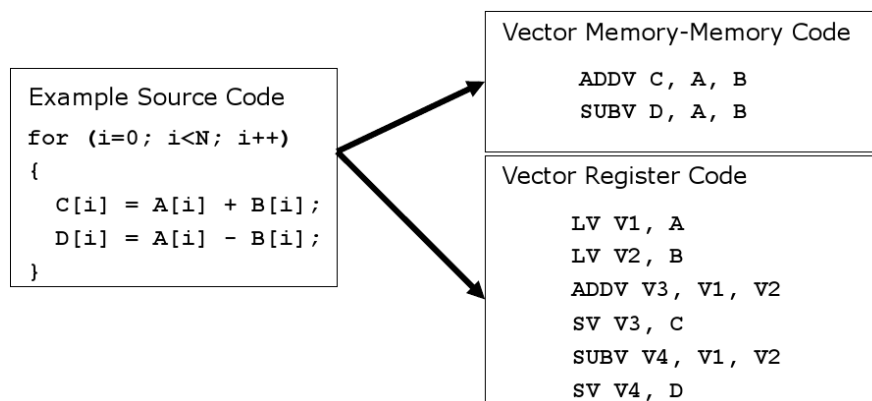 Example Source Code
for (i=0; i<N; i++)
{
C[i] = A[i] + B[i];
D[i] = A[i] - B[i];
}
Vector Memory-Memory Code
ADDV C, A, B
SUBV D, A, B
Vector Register Code
LV V1, A
LV V2, B
ADDV V3, V1, V2
SV V3, C
SUBV V4, V1, V2
SV V4, D